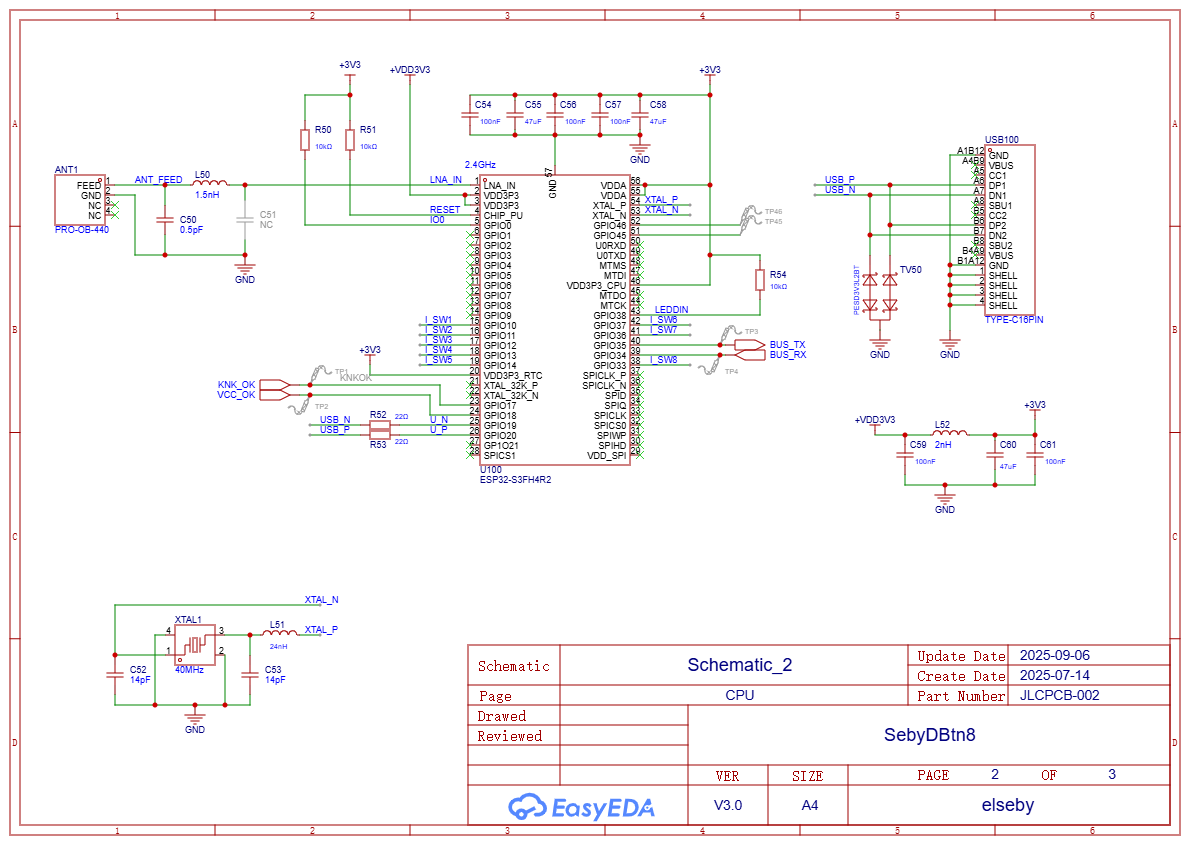 1 2 3 4 5 6
A A
B B
C C
D D
1 2 3 4 5 6
+3V3
+VDD3V3
+3V3
C54 100nF
C55 47uF
C56 100nF
C57 100nF
C58 47uF
GND
R50 10kΩ
R51 10kΩ
ANT1
FEED 1
GND 2
NC 3
NC 4
PRO-OB-440
ANT_FEED
L50
1.5nH
C50
0.5pF
C51
NC
GND
LNA_IN
RESET
IO0
2.4GHz
GND 57
1 LNA_IN
2 VDD3P3
3 VDD3P3
4 CHIP_PU
5 GPIO0
6 GPIO1
7 GPIO2
8 GPIO3
9 GPIO4
10 GPIO5
11 GPIO6
12 GPIO7
13 GPIO8
14 GPIO9
15 GPIO10
16 GPIO11
17 GPIO12
18 GPIO13
19 GPIO14
20 VDD3P3_RTC
21 XTAL_32K_P
22 XTAL_32K_N
23 GPIO17
24 GPIO18
25 GPIO19
26 GPIO20
27 GP1O21
28 SPICS1
VDDA 56
VDDA 55
XTAL_P 54
XTAL_N 53
GPIO46 52
GPIO45 51
U0RXD 50
U0TXD 49
MTMS 48
MTDI 47
VDD3P3_CPU 46
MTDO 45
MTCK 44
GPIO38 43
GPIO37 42
GPIO36 41
GPIO35 40
GPIO34 39
GPIO33 38
SPICLK_P 37
SPICLK_N 36
SPID 35
SPIQ 34
SPICLK 33
SPICS0 32
SPIWP 31
SPIHD 30
VDD_SPI 29
U100
ESP32-S3FH4R2
I_SW1
I_SW2
I_SW3
I_SW4
I_SW5
+3V3
TP1
KNKOK
KNK_OK
VCC_OK
TP2
USB_N R52 22Ω U_N
USB_P R53 22Ω U_P
XTAL_P
XTAL_N
TP46
TP45
R54
10kΩ
LEDDIN
I_SW6
I_SW7
TP3
BUS_TX
BUS_RX
I_SW8
TP4
USB_P
USB_N
PESD3V3L2BT
TV50
GND
GND
USB100
A1B12 GND
A4B9 VBUS
A5 CC1
A6 DP1
A7 DN1
A8 SBU1
B5 CC2
B6 DP2
B7 DN2
B8 SBU2
B4A9 VBUS
B1A12 GND
1 SHELL
2 SHELL
3 SHELL
4 SHELL
TYPE-C16PIN
+VDD3V3
+3V3
L52
2nH
C59
100nF
C60
47uF
C61
100nF
GND
XTAL_N
XTAL_P
XTAL1
4 3
1 2
40MHz
L51
24nH
C52
14pF
C53
14pF
GND
Schematic Schematic_2
Update Date 2025-09-06
Create Date 2025-07-14
Page CPU Part Number JLCPCB-002
Drawed
Reviewed
SebyDBtn8
VER SIZE PAGE 2 OF 3
EasyEDA V3.0 A4 elseby